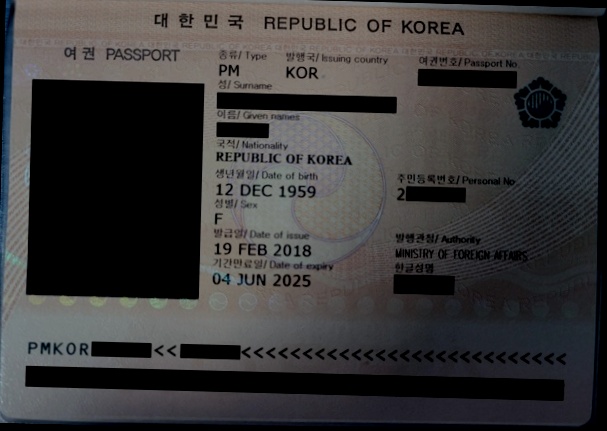 대한민국 REPUBLIC OF KOREA
여권 PASSPORT
종류/ Type 발행국/ Issuing country 여권번호/ Passport No
PM KOR
성/ Surname
이름/ Given names
국적/ Nationality
REPUBLIC OF KOREA
생년월일/ Date of birth 주민등록번호/ Personal No
12 DEC 1959 2
성별/ Sex
F
발급일/ Date of issue 발행관청/ Authority
19 FEB 2018 MINISTRY OF FOREIGN AFFAIRS
기간만료일/ Date of expiry 한글성명
04 JUN 2025
PMKOR << <<<<<<<<<<<<<<<<<<<<<<<<<<<<